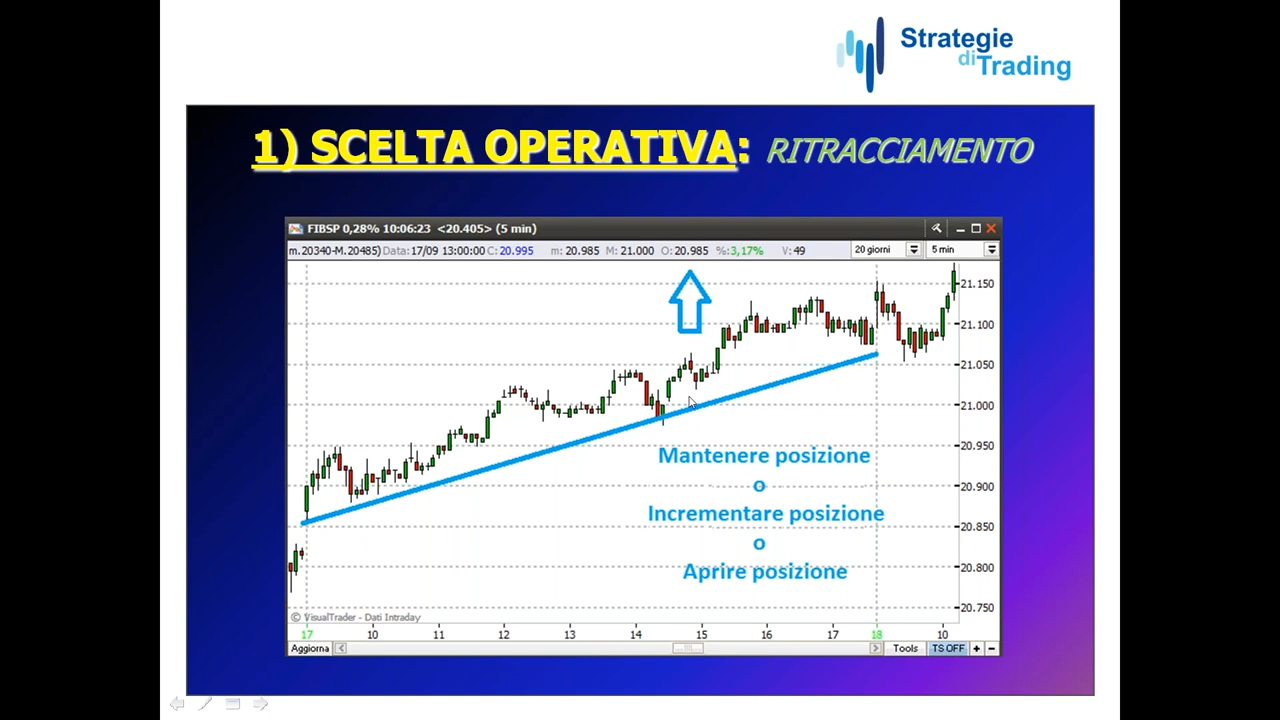 Strategie
di Trading
1) SCELTA OPERATIVA: RITRACCIAMENTO
FIBSP 0,28% 10:06:23 <20.405> (5 min)
m.20340-M.20485) Data:17/09 13:00:00 C: 20.995 m: 20.985 M: 21.000 O: 20.985 %:3,17% V: 49 20 giorni 5 min
21.150
21.100
21.050
21.000
20.950
20.900
20.850
20.800
20.750
Mantenere posizione
o
Incrementare posizione
o
Aprire posizione
© VisualTrader - Dati Intraday
17 10 11 12 13 14 15 16 17 18 10
Aggiorna Tools TS OFF